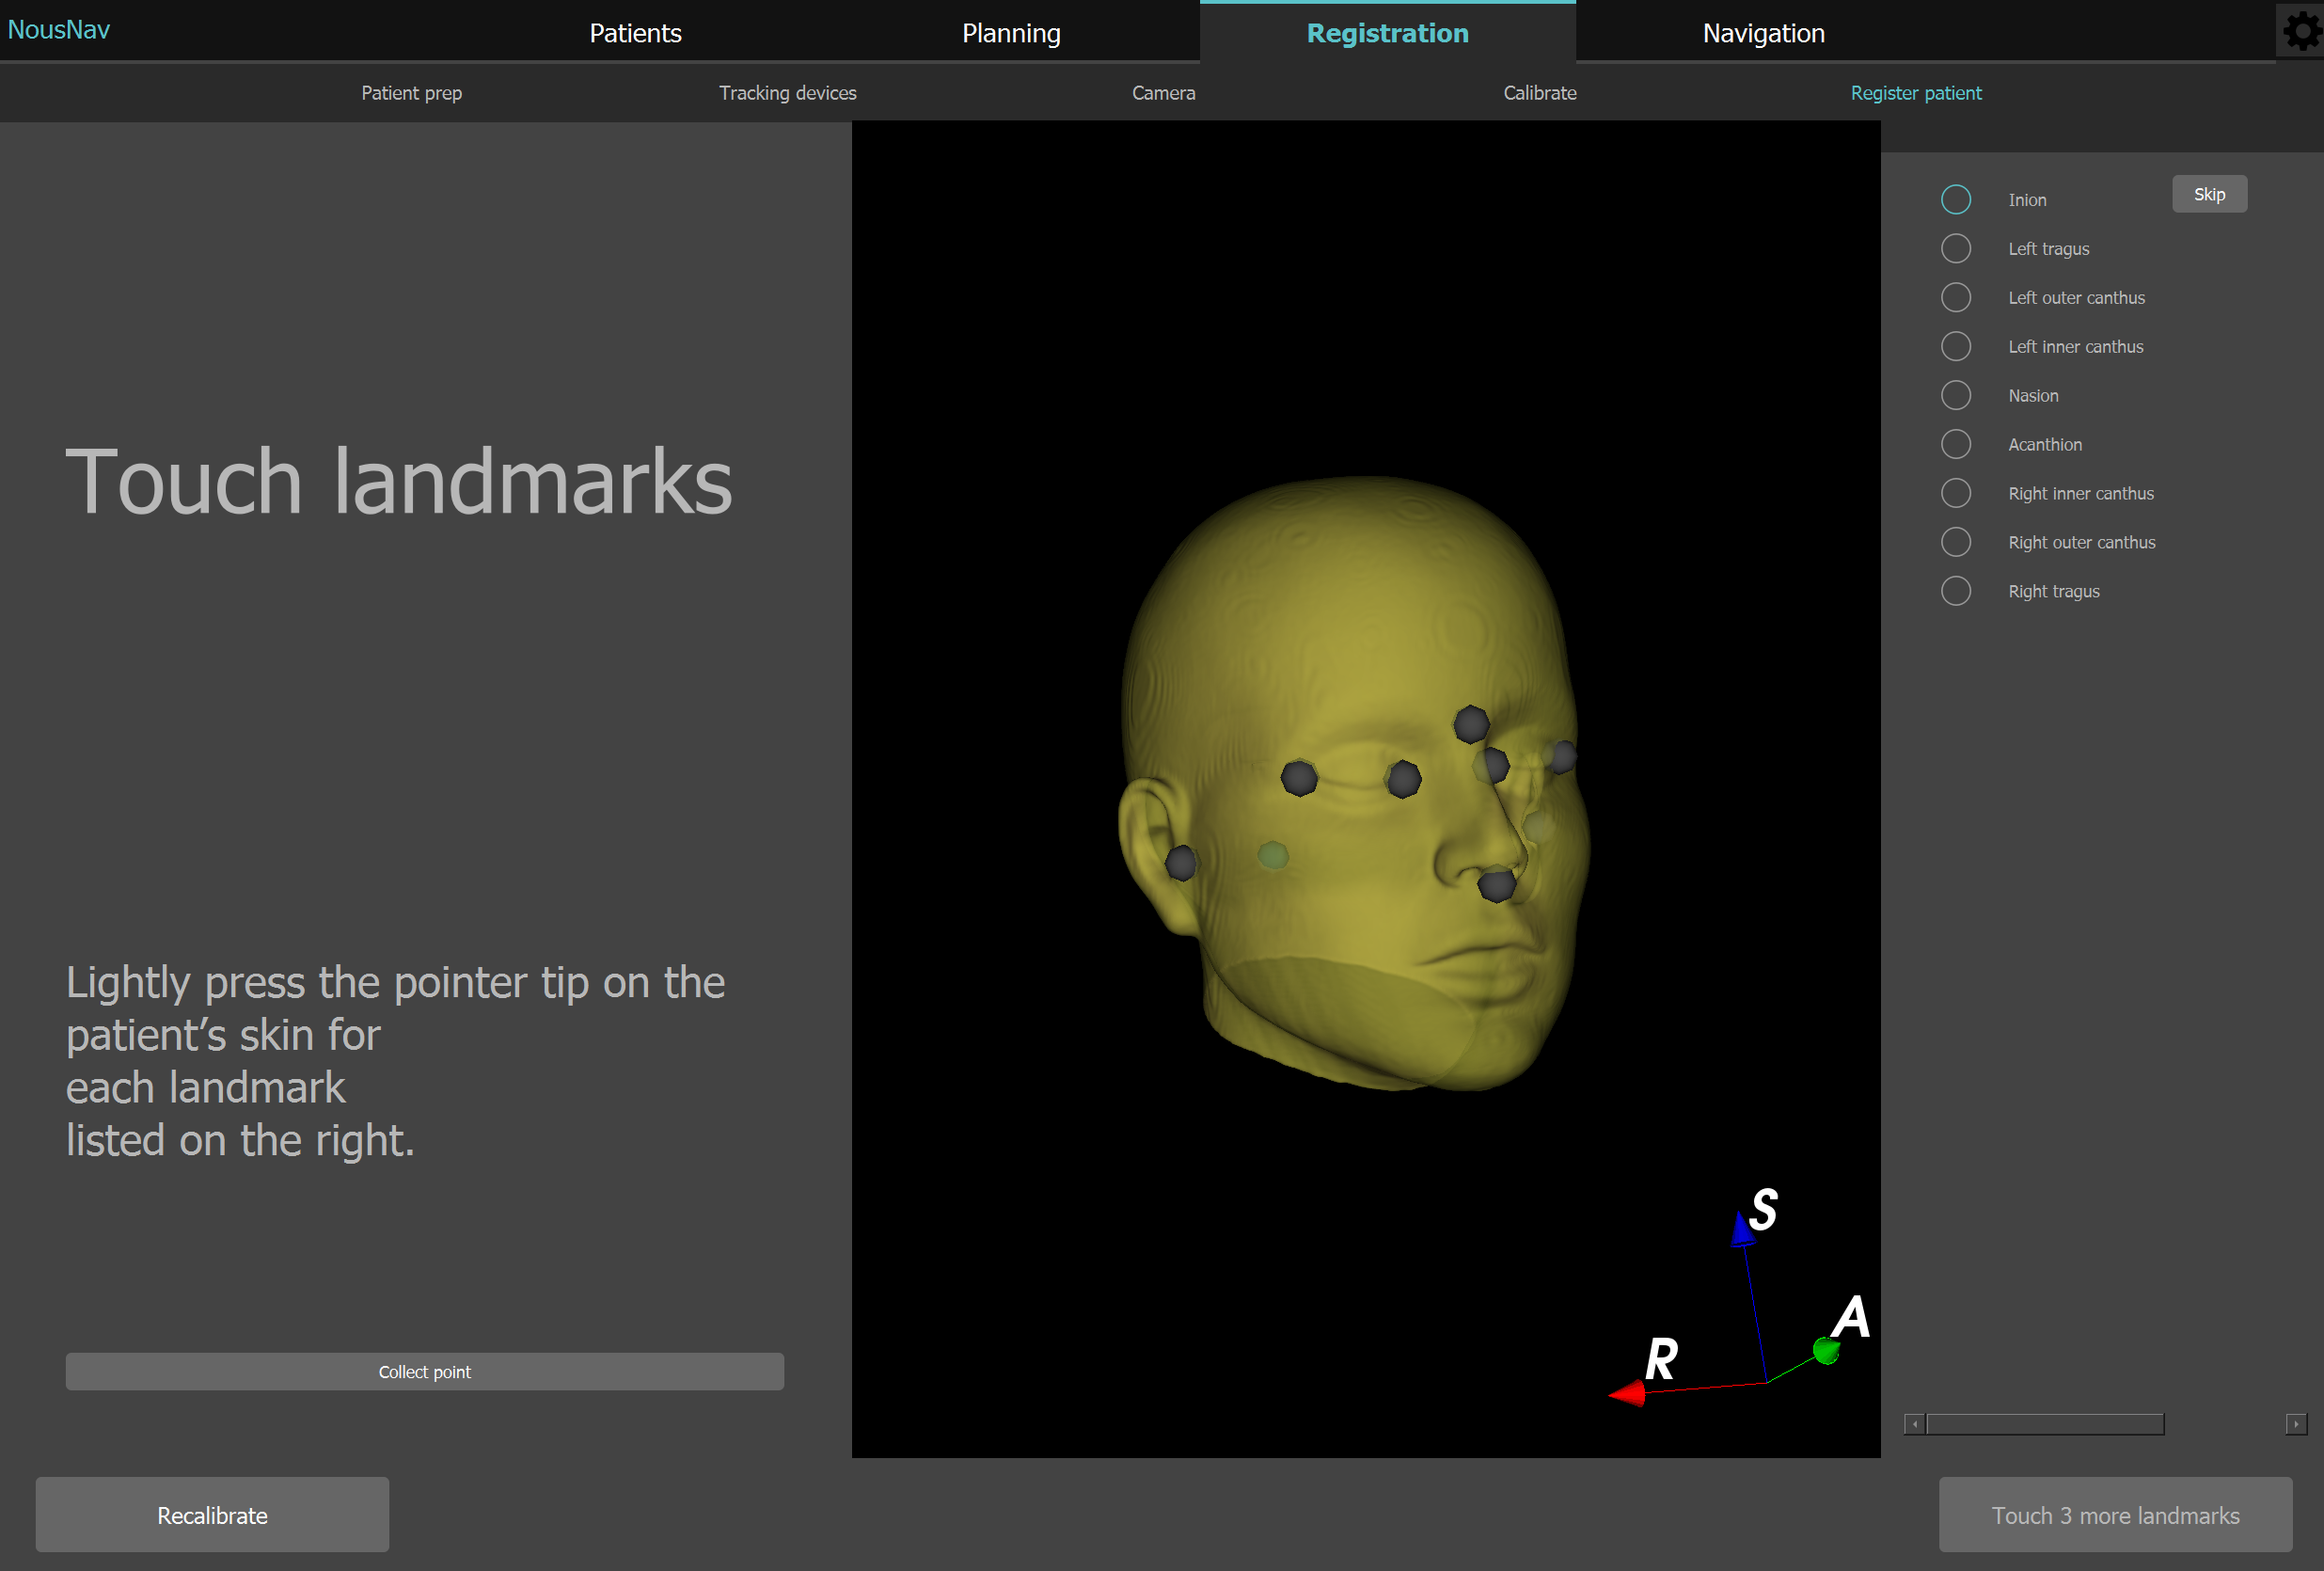 NousNav
Patients
Planning
Registration
Navigation
Patient prep
Tracking devices
Camera
Calibrate
Register patient
Touch landmarks
Lightly press the pointer tip on the
patient’s skin for
each landmark
listed on the right.
Collect point
Recalibrate
S
A
R
Inion
Skip
Left tragus
Left outer canthus
Left inner canthus
Nasion
Acanthion
Right inner canthus
Right outer canthus
Right tragus
Touch 3 more landmarks